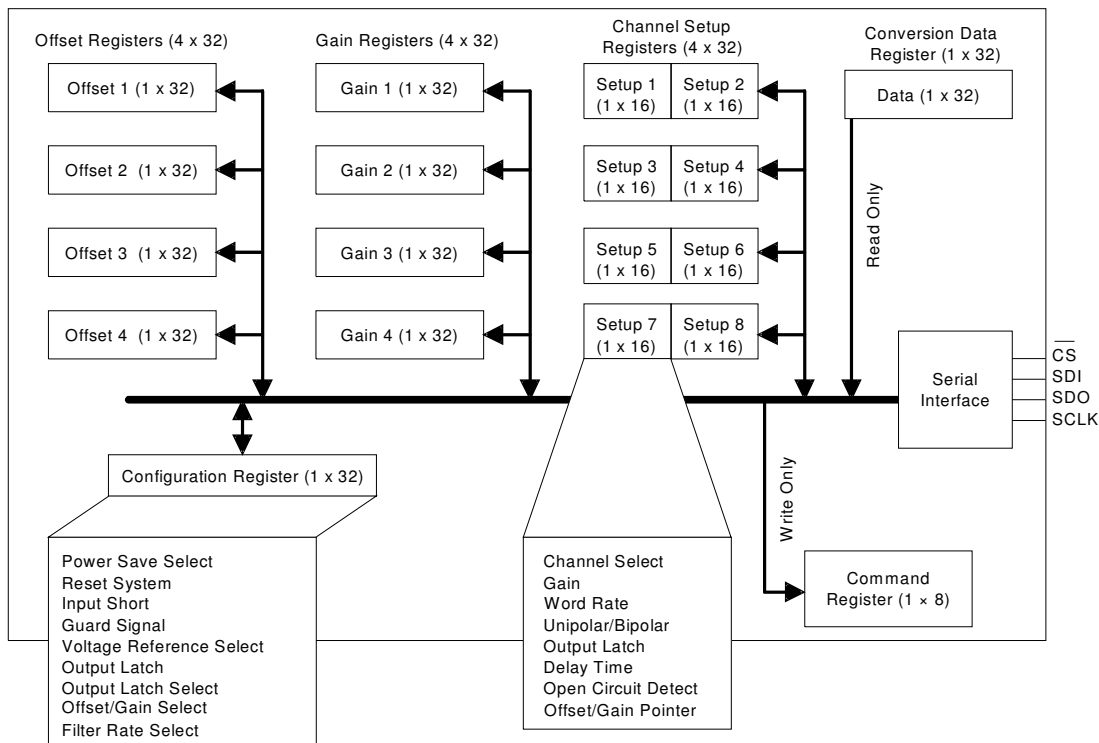 Offset Registers (4 x 32)
Offset 1 (1 x 32)
Offset 2 (1 x 32)
Offset 3 (1 x 32)
Offset 4 (1 x 32)
Gain Registers (4 x 32)
Gain 1 (1 x 32)
Gain 2 (1 x 32)
Gain 3 (1 x 32)
Gain 4 (1 x 32)
Channel Setup
Registers (4 x 32)
Setup 1
(1 x 16)
Setup 2
(1 x 16)
Setup 3
(1 x 16)
Setup 4
(1 x 16)
Setup 5
(1 x 16)
Setup 6
(1 x 16)
Setup 7
(1 x 16)
Setup 8
(1 x 16)
Conversion Data
Register (1 x 32)
Data (1 x 32)
Read Only
Serial
Interface
CS
SDI
SDO
SCLK
Configuration Register (1 x 32)
Power Save Select
Reset System
Input Short
Guard Signal
Voltage Reference Select
Output Latch
Output Latch Select
Offset/Gain Select
Filter Rate Select
Channel Select
Gain
Word Rate
Unipolar/Bipolar
Output Latch
Delay Time
Open Circuit Detect
Offset/Gain Pointer
Write Only
Command
Register (1 × 8)